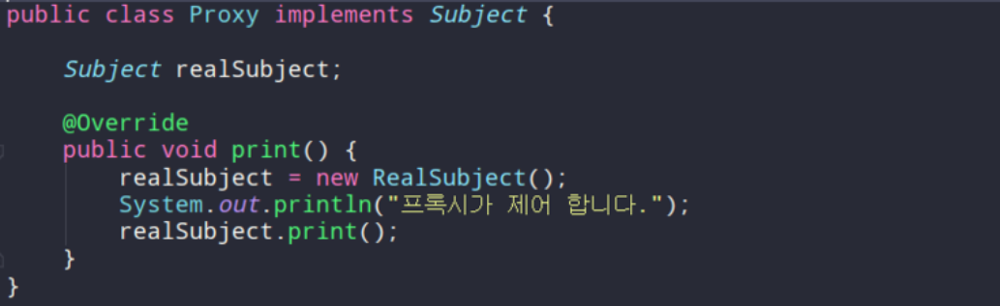 public class Proxy implements Subject {
Subject realSubject;
@Override
public void print() {
realSubject = new RealSubject();
System.out.println("프록시가 제어 합니다.");
realSubject.print();
}
}